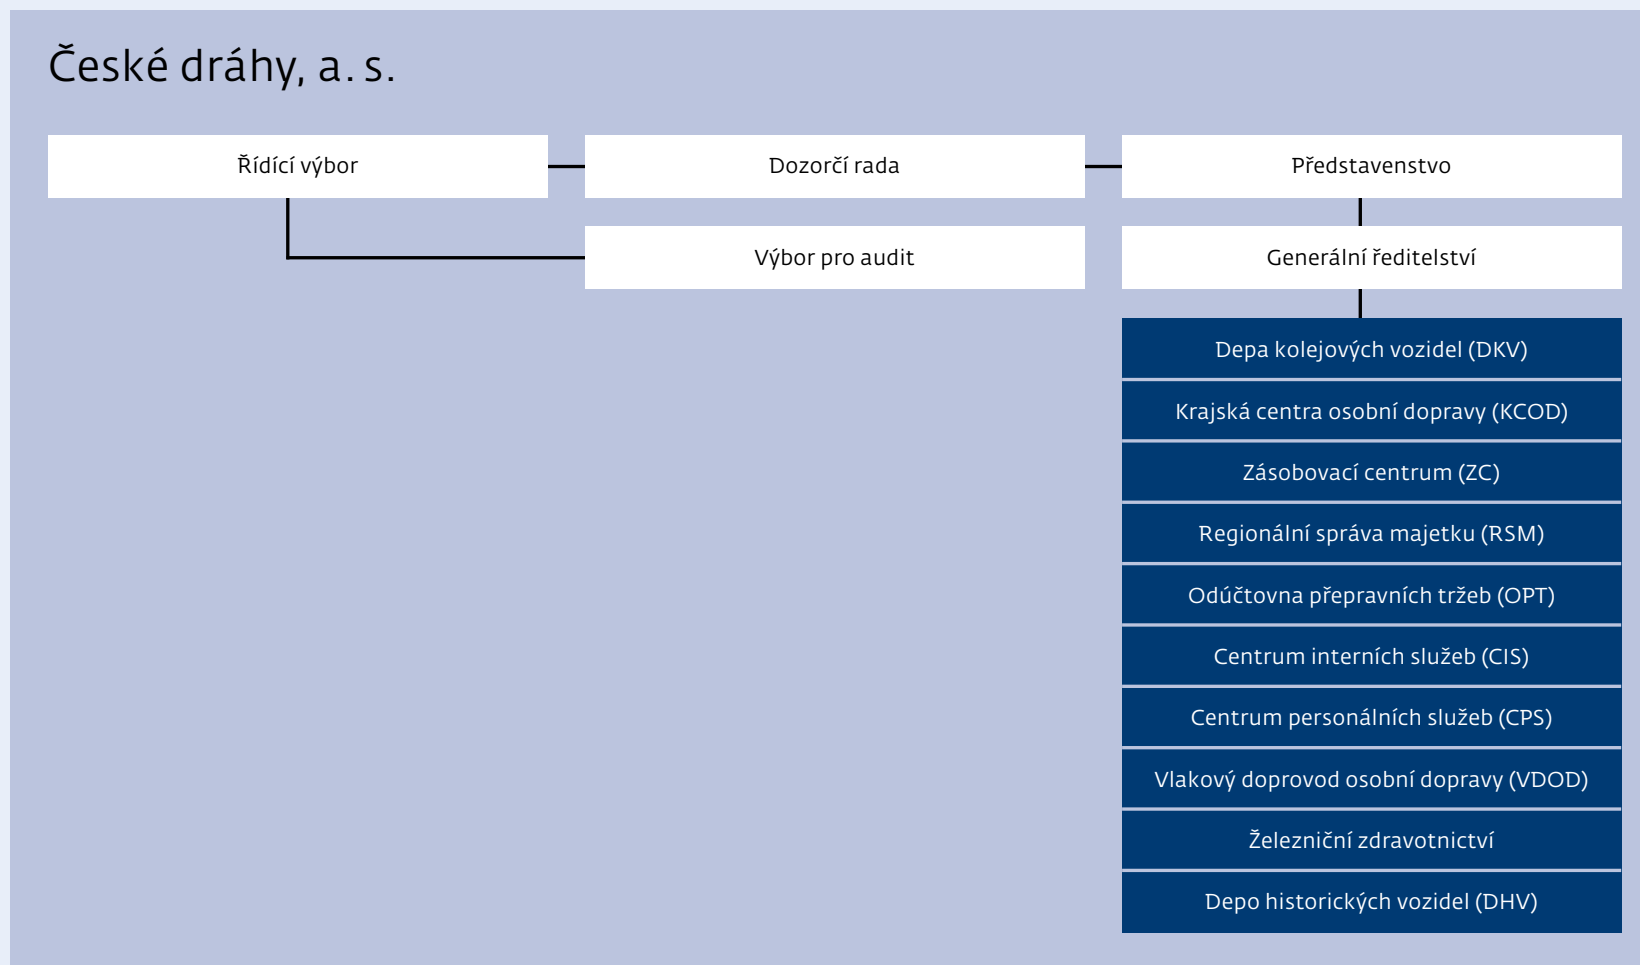 České dráhy, a. s.
Řídící výbor
Dozorčí rada
Představenstvo
Výbor pro audit
Generální ředitelství
Depa kolejových vozidel (DKV)
Krajská centra osobní dopravy (KCOD)
Zásobovací centrum (ZC)
Regionální správa majetku (RSM)
Odúčtovna přepravních tržeb (OPT)
Centrum interních služeb (CIS)
Centrum personálních služeb (CPS)
Vlakový doprovod osobní dopravy (VDOD)
Železniční zdravotnictví
Depo historických vozidel (DHV)